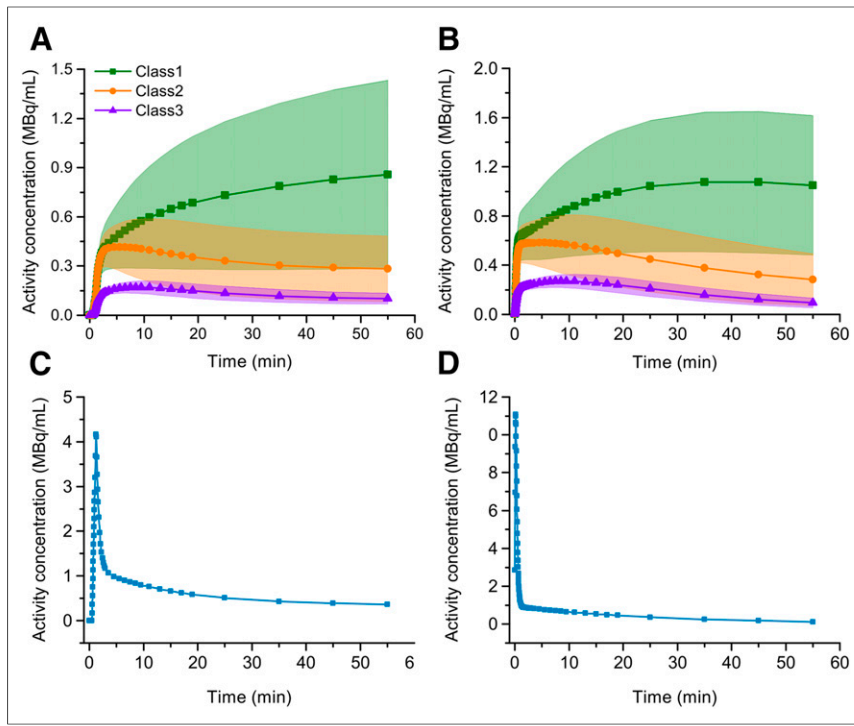 A
Class1
Class2
Class3
Activity concentration (MBq/mL)
1.5
1.2
0.9
0.6
0.3
0.0
0 10 20 30 40 50 60
Time (min)
B
Activity concentration (MBq/mL)
2.0
1.6
1.2
0.8
0.4
0.0
0 10 20 30 40 50 60
Time (min)
C
Activity concentration (MBq/mL)
5
4
3
2
1
0
0 10 20 30 40 50 6
Time (min)
D
Activity concentration (MBq/mL)
12
0
8
6
4
2
0
0 10 20 30 40 50 60
Time (min)